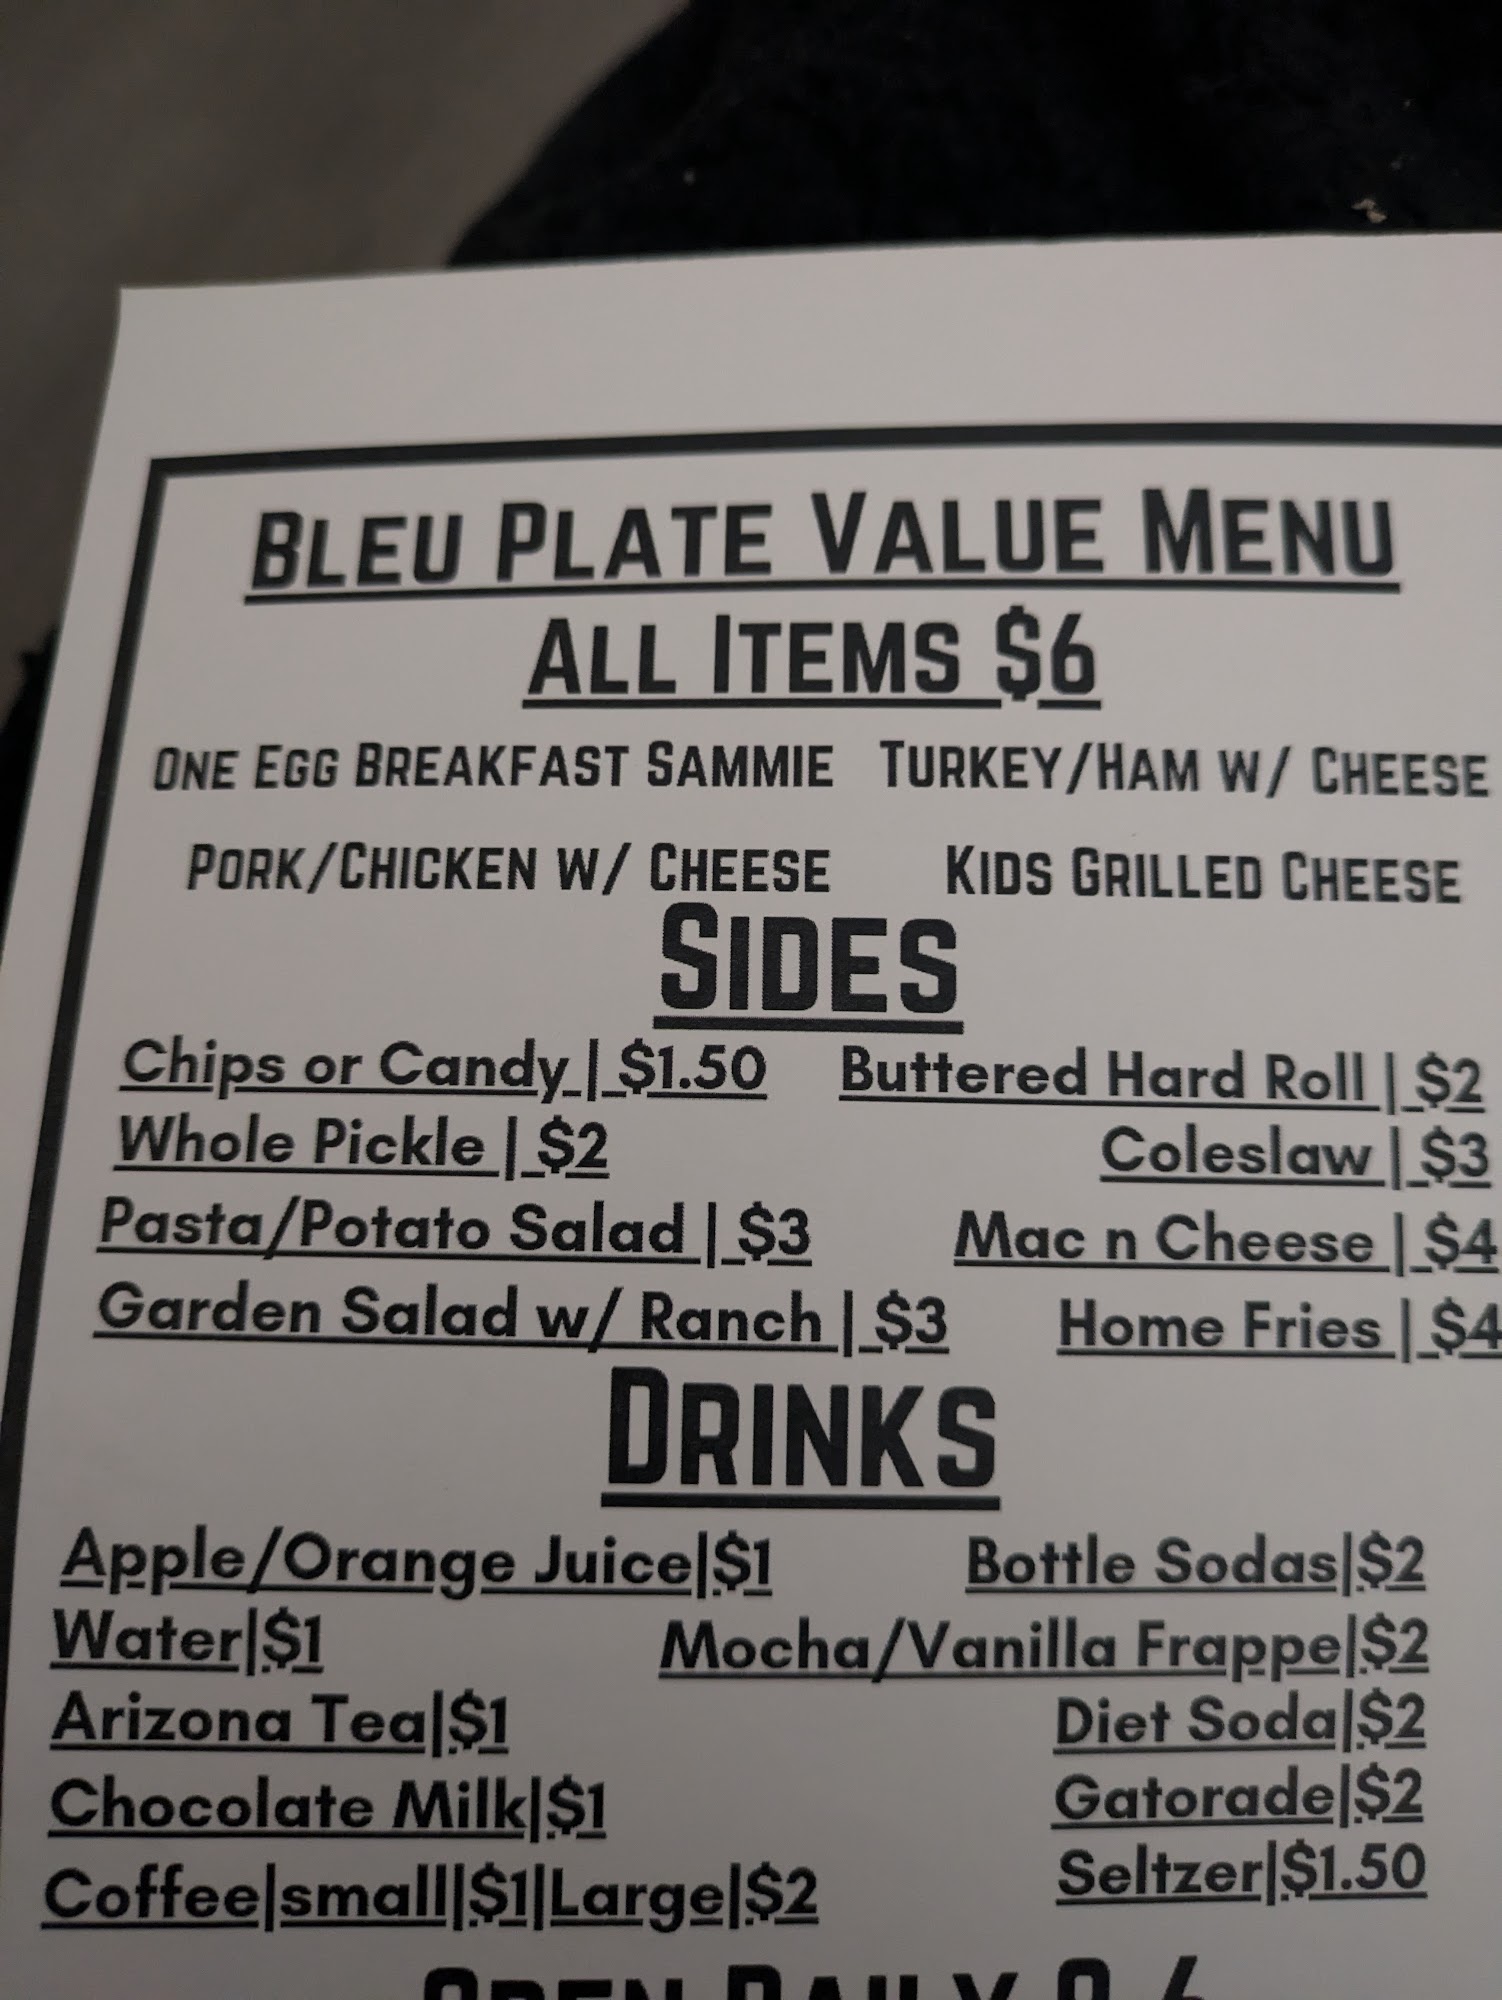 BLEU PLATE VALUE MENU
ALL ITEMS $6
ONE EGG BREAKFAST SAMMIE TURKEY/HAM W/ CHEESE
PORK/CHICKEN W/ CHEESE KIDS GRILLED CHEESE
SIDES
Chips or Candy | $1.50 Buttered Hard Roll | $2
Whole Pickle | $2 Coleslaw | $3
Pasta/Potato Salad | $3 Mac n Cheese | $4
Garden Salad w/ Ranch | $3 Home Fries | $4
DRINKS
Apple/Orange Juice|$1 Bottle Sodas|$2
Water|$1 Mocha/Vanilla Frappe|$2
Arizona Tea|$1 Diet Soda|$2
Chocolate Milk|$1 Gatorade|$2
Coffee|small|$1|Large|$2 Seltzer|$1.50
OPEN DAILY